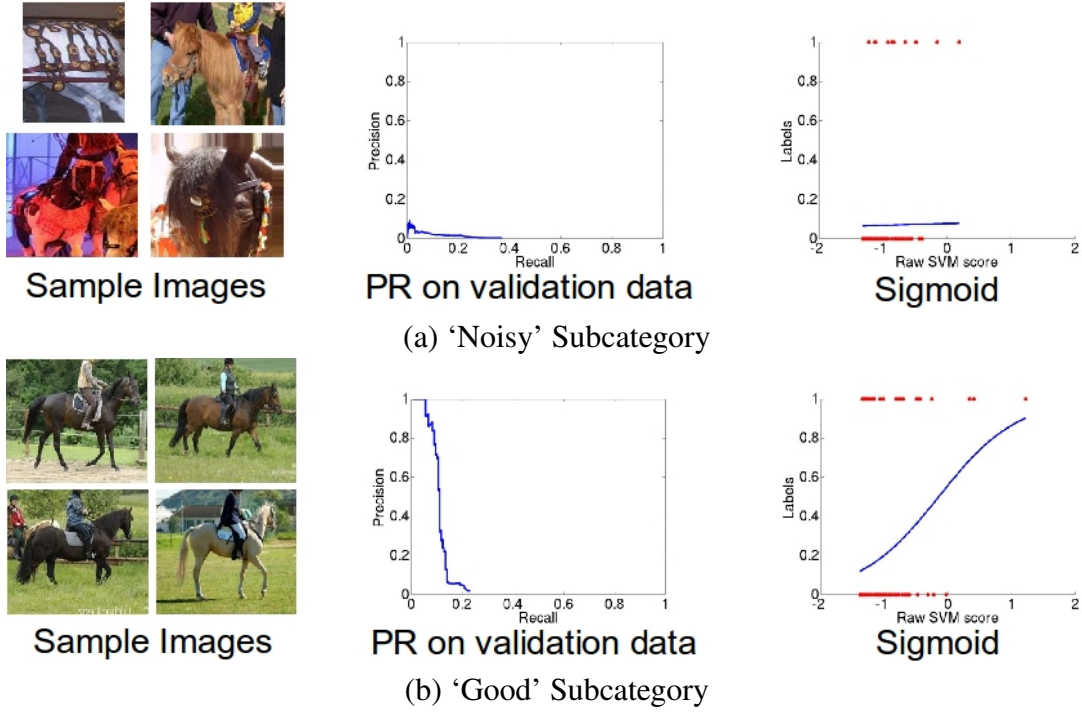 1
0.8
0.6
0.4
0.2
0
0
0.2
0.4
0.6
0.8
1
Precision
Recall
1
0.8
0.6
0.4
0.2
0
-2
-1
0
1
2
Labels
Raw SVM score
Sample Images
PR on validation data
Sigmoid
(a) ‘Noisy’ Subcategory
1
0.8
0.6
0.4
0.2
0
0
0.2
0.4
0.6
0.8
1
Precision
Recall
1
0.8
0.6
0.4
0.2
0
-2
-1
0
1
2
Labels
Raw SVM score
Sample Images
PR on validation data
Sigmoid
(b) ‘Good’ Subcategory